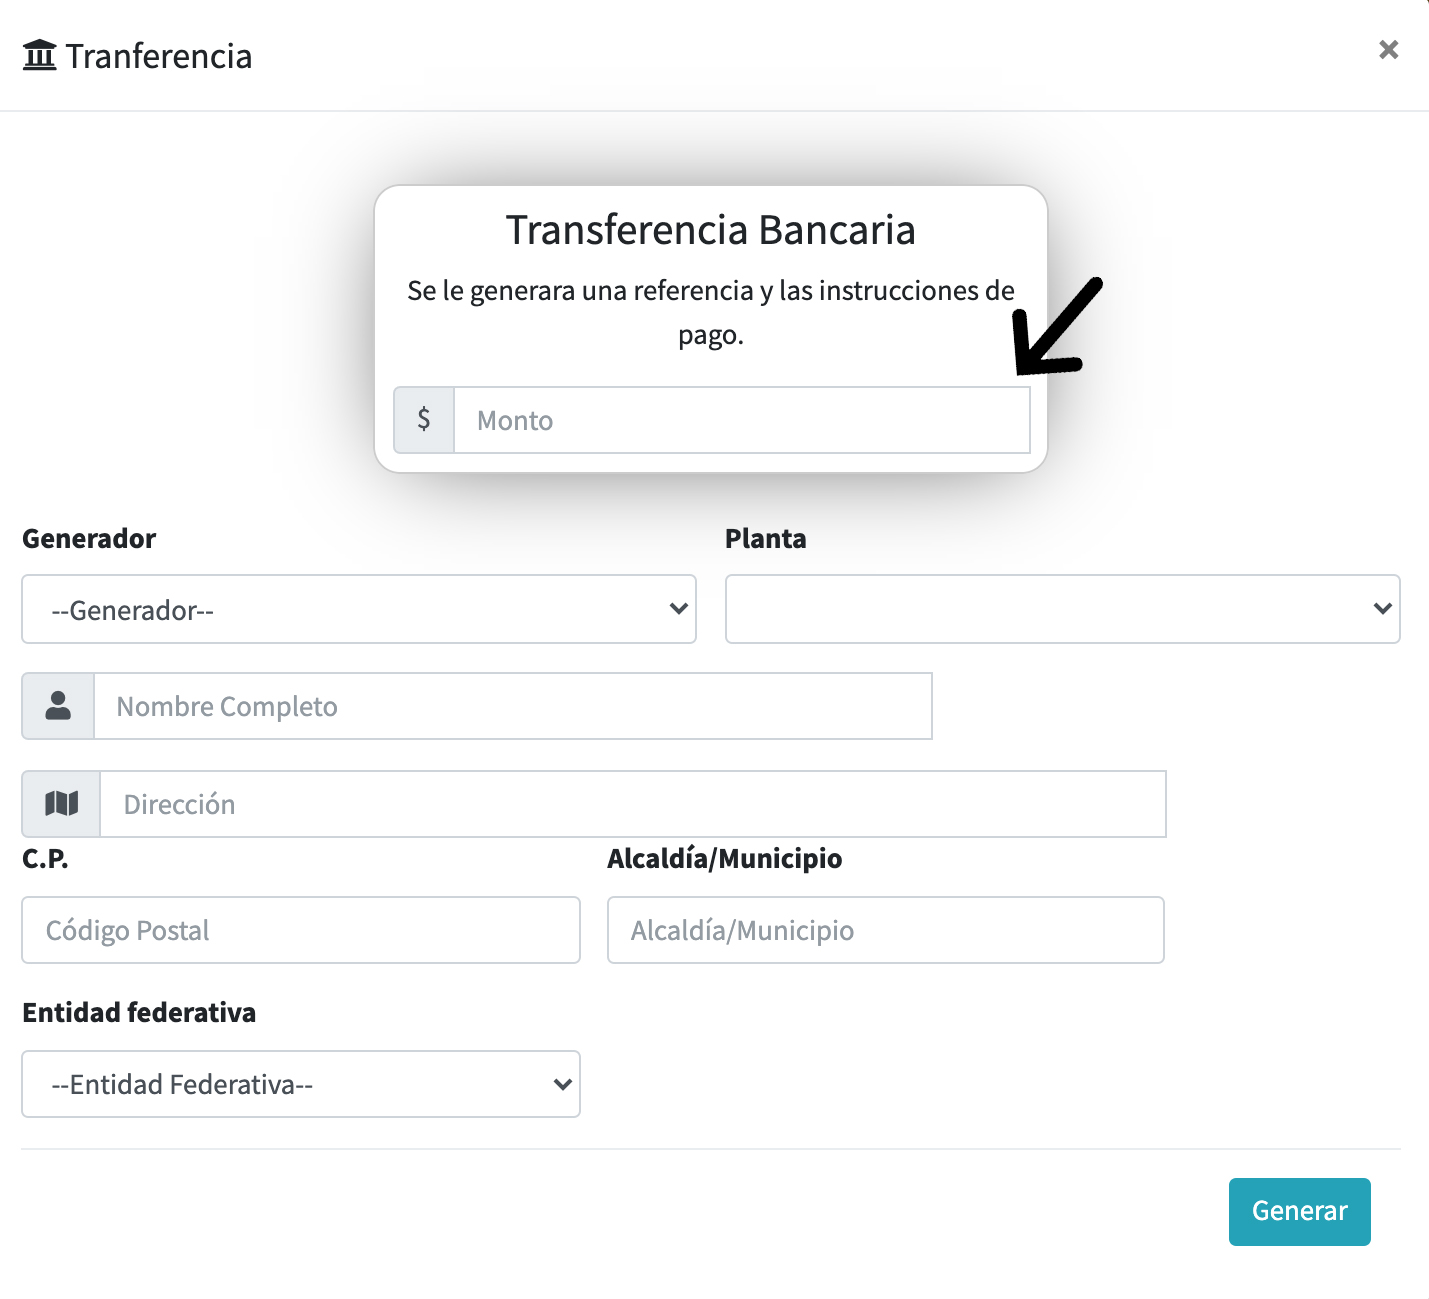 Tranferencia
×
Transferencia Bancaria
Se le generara una referencia y las instrucciones de
pago.
$ Monto
Generador Planta
--Generador--
Nombre Completo
Dirección
C.P. Alcaldía/Municipio
Código Postal Alcaldía/Municipio
Entidad federativa
--Entidad Federativa--
Generar